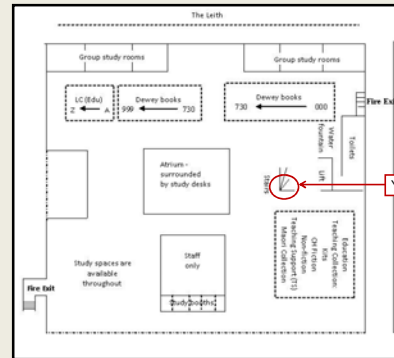 The Leith
Group study rooms
Group study rooms
LC (Edu)
Z A
Dewey books
999 730
Dewey books
730 000
Fire Exi
Water
fountain
Toilets
Lift
Stairs
Y
Atrium -
surrounded
by study desks
Education
Teaching Collection:
Kits
CH Fiction
Non-fiction
Teaching Support (TS)
Maori Collection
Staff
only
Study booths
Study spaces are
available
throughout
Fire Exit